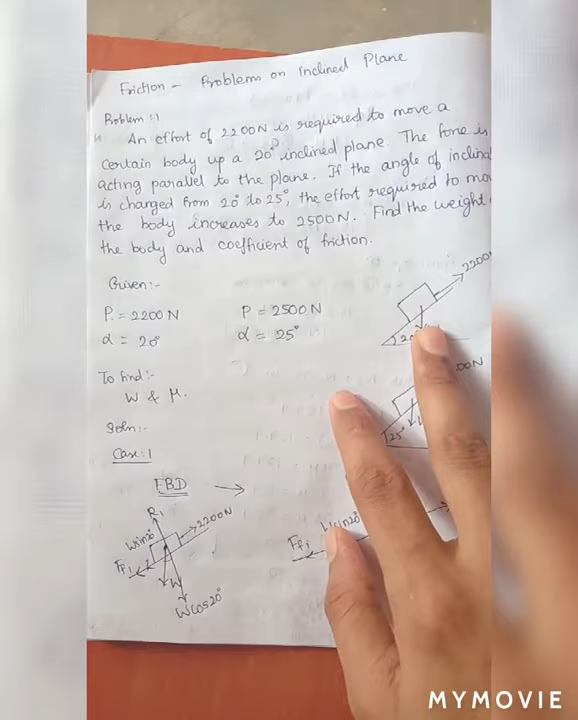 Friction - Problem on Inclined Plane
Problem:1
An effort of 2200N is required to move a
certain body up a 20° inclined plane. The force is
acting parallel to the plane. If the angle of inclina
is changed from 20° to 25°, the effort required to mo
the body increases to 2500N. Find the weight
the body and coefficient of friction.
Given:-
P = 2200 N P = 2500 N
α = 20° α = 25°
2200
20
To find:-
W & μ.
00N
25°
Soln:-
Case:1
FBD
R1
2200N
Wsin20°
Ff1
W
Wcos20°
Wsin20°
Ff1
MYMOVIE